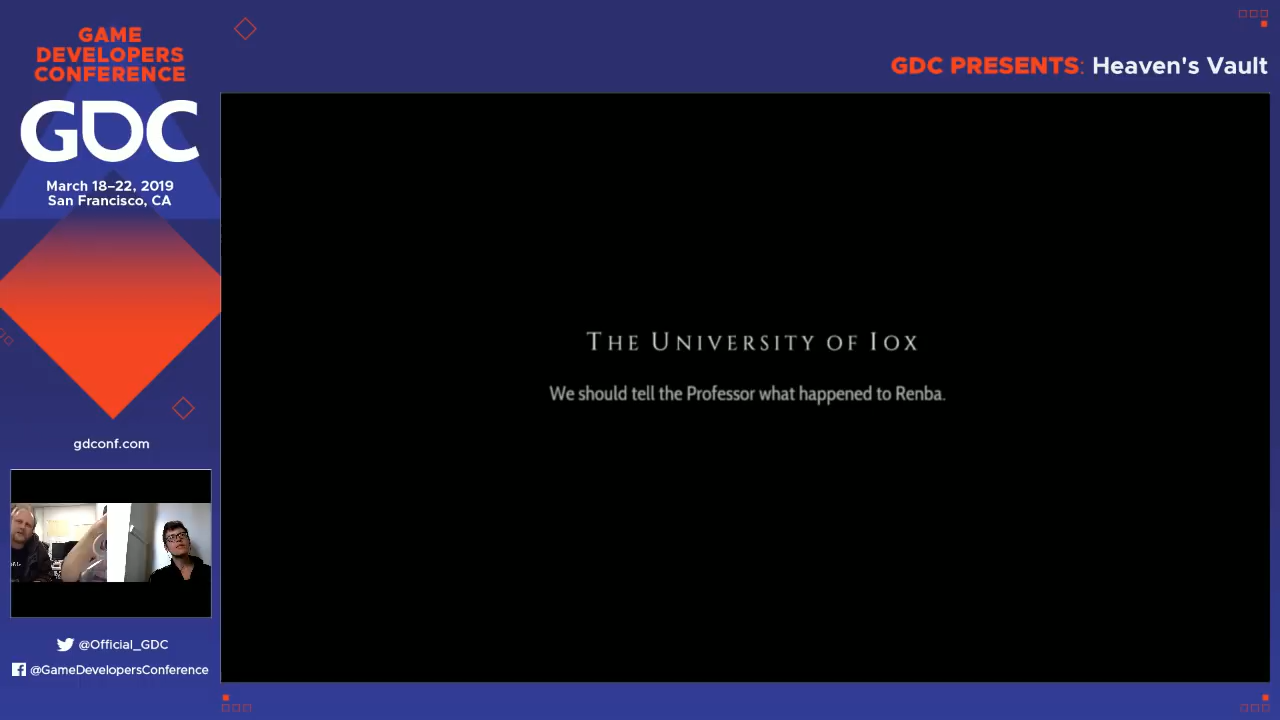 GAME
DEVELOPERS
CONFERENCE
GDC
March 18–22, 2019
San Francisco, CA
gdconf.com
@Official_GDC
@GameDevelopersConference
GDC PRESENTS: Heaven's Vault
THE UNIVERSITY OF IOX
We should tell the Professor what happened to Renba.